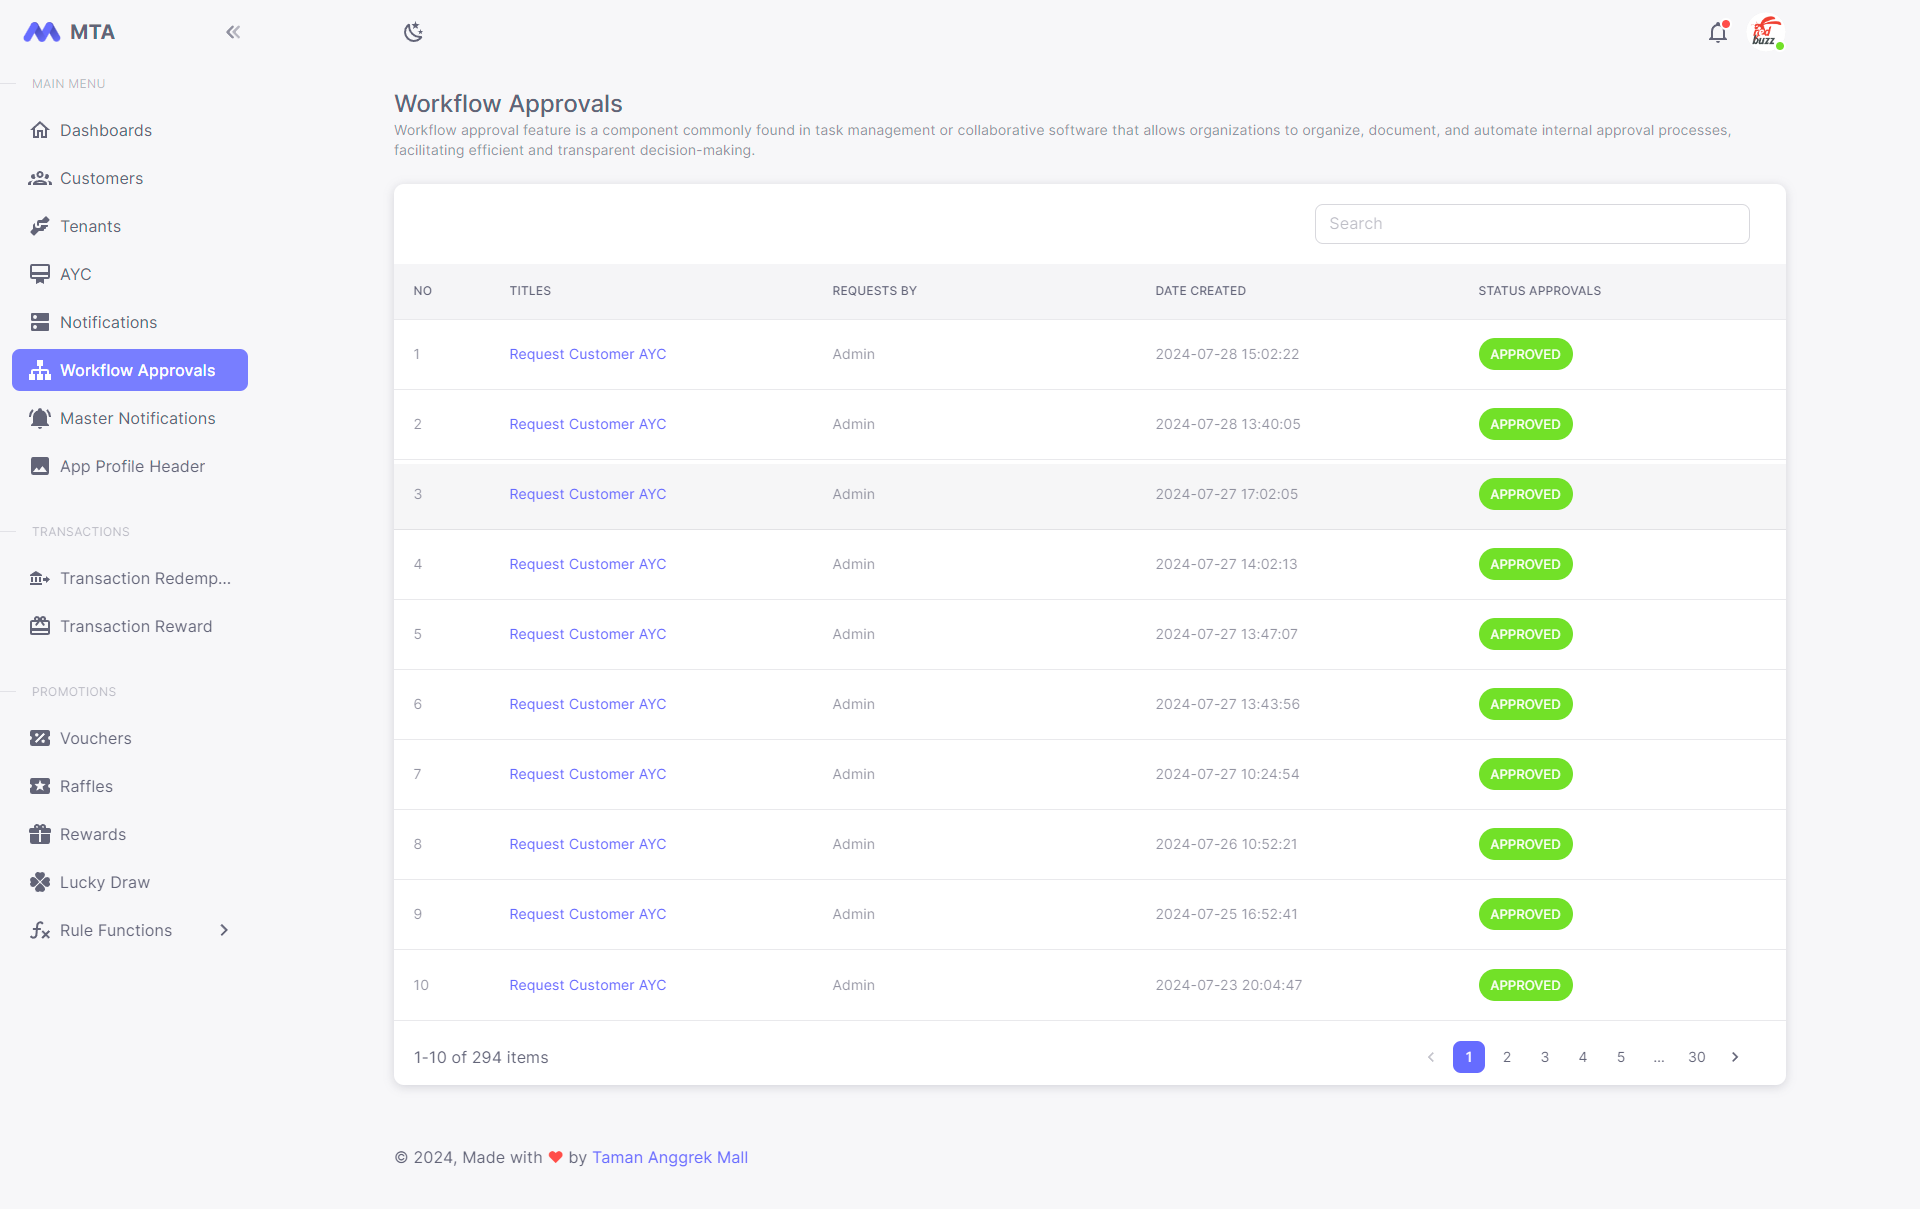 MTA
MAIN MENU
Dashboards
Customers
Tenants
AYC
Notifications
Workflow Approvals
Master Notifications
App Profile Header
TRANSACTIONS
Transaction Redemp...
Transaction Reward
PROMOTIONS
Vouchers
Raffles
Rewards
Lucky Draw
Rule Functions
buzz
Workflow Approvals
Workflow approval feature is a component commonly found in task management or collaborative software that allows organizations to organize, document, and automate internal approval processes,
facilitating efficient and transparent decision-making.
Search
NO TITLES REQUESTS BY DATE CREATED STATUS APPROVALS
1 Request Customer AYC Admin 2024-07-28 15:02:22 APPROVED
2 Request Customer AYC Admin 2024-07-28 13:40:05 APPROVED
3 Request Customer AYC Admin 2024-07-27 17:02:05 APPROVED
4 Request Customer AYC Admin 2024-07-27 14:02:13 APPROVED
5 Request Customer AYC Admin 2024-07-27 13:47:07 APPROVED
6 Request Customer AYC Admin 2024-07-27 13:43:56 APPROVED
7 Request Customer AYC Admin 2024-07-27 10:24:54 APPROVED
8 Request Customer AYC Admin 2024-07-26 10:52:21 APPROVED
9 Request Customer AYC Admin 2024-07-25 16:52:41 APPROVED
10 Request Customer AYC Admin 2024-07-23 20:04:47 APPROVED
1-10 of 294 items 1 2 3 4 5 ... 30
© 2024, Made with ❤ by Taman Anggrek Mall